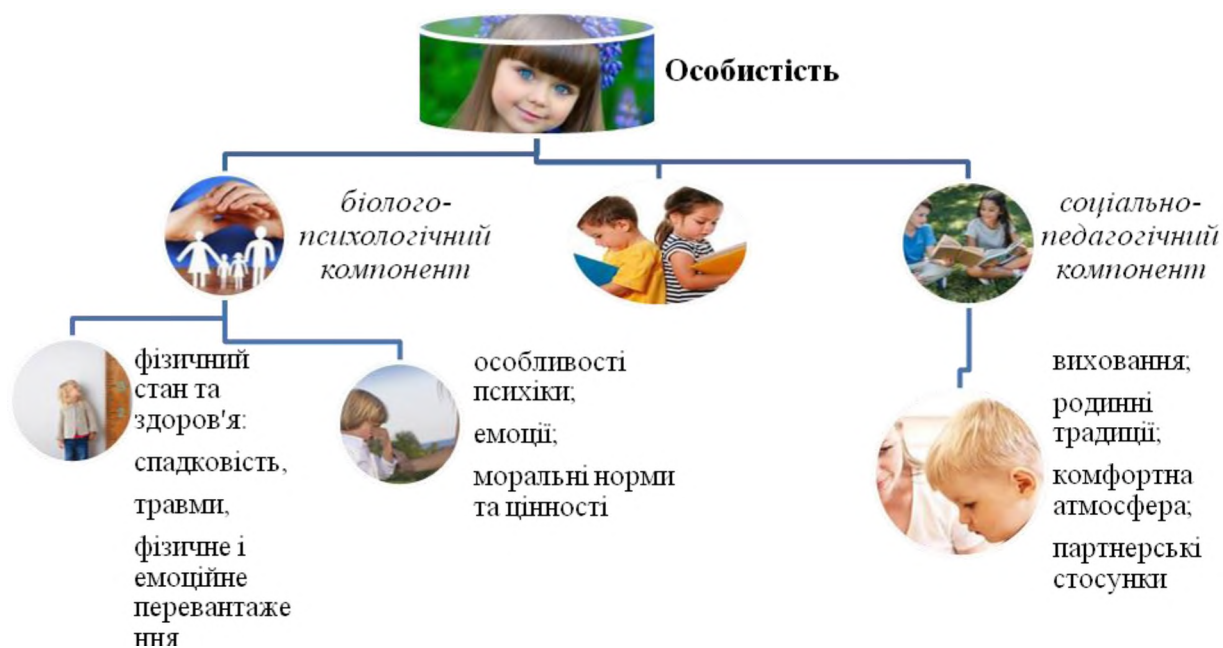 Особистість
біолого-
психологічний
компонент
соціально-
педагогічний
компонент
фізичний
стан та
здоров'я:
спадковість,
травми,
фізичне і
емоційне
перевантаже
ння
особливості
психіки;
емоції;
моральні норми
та цінності
виховання;
родинні
традиції;
комфортна
атмосфера;
партнерські
стосунки